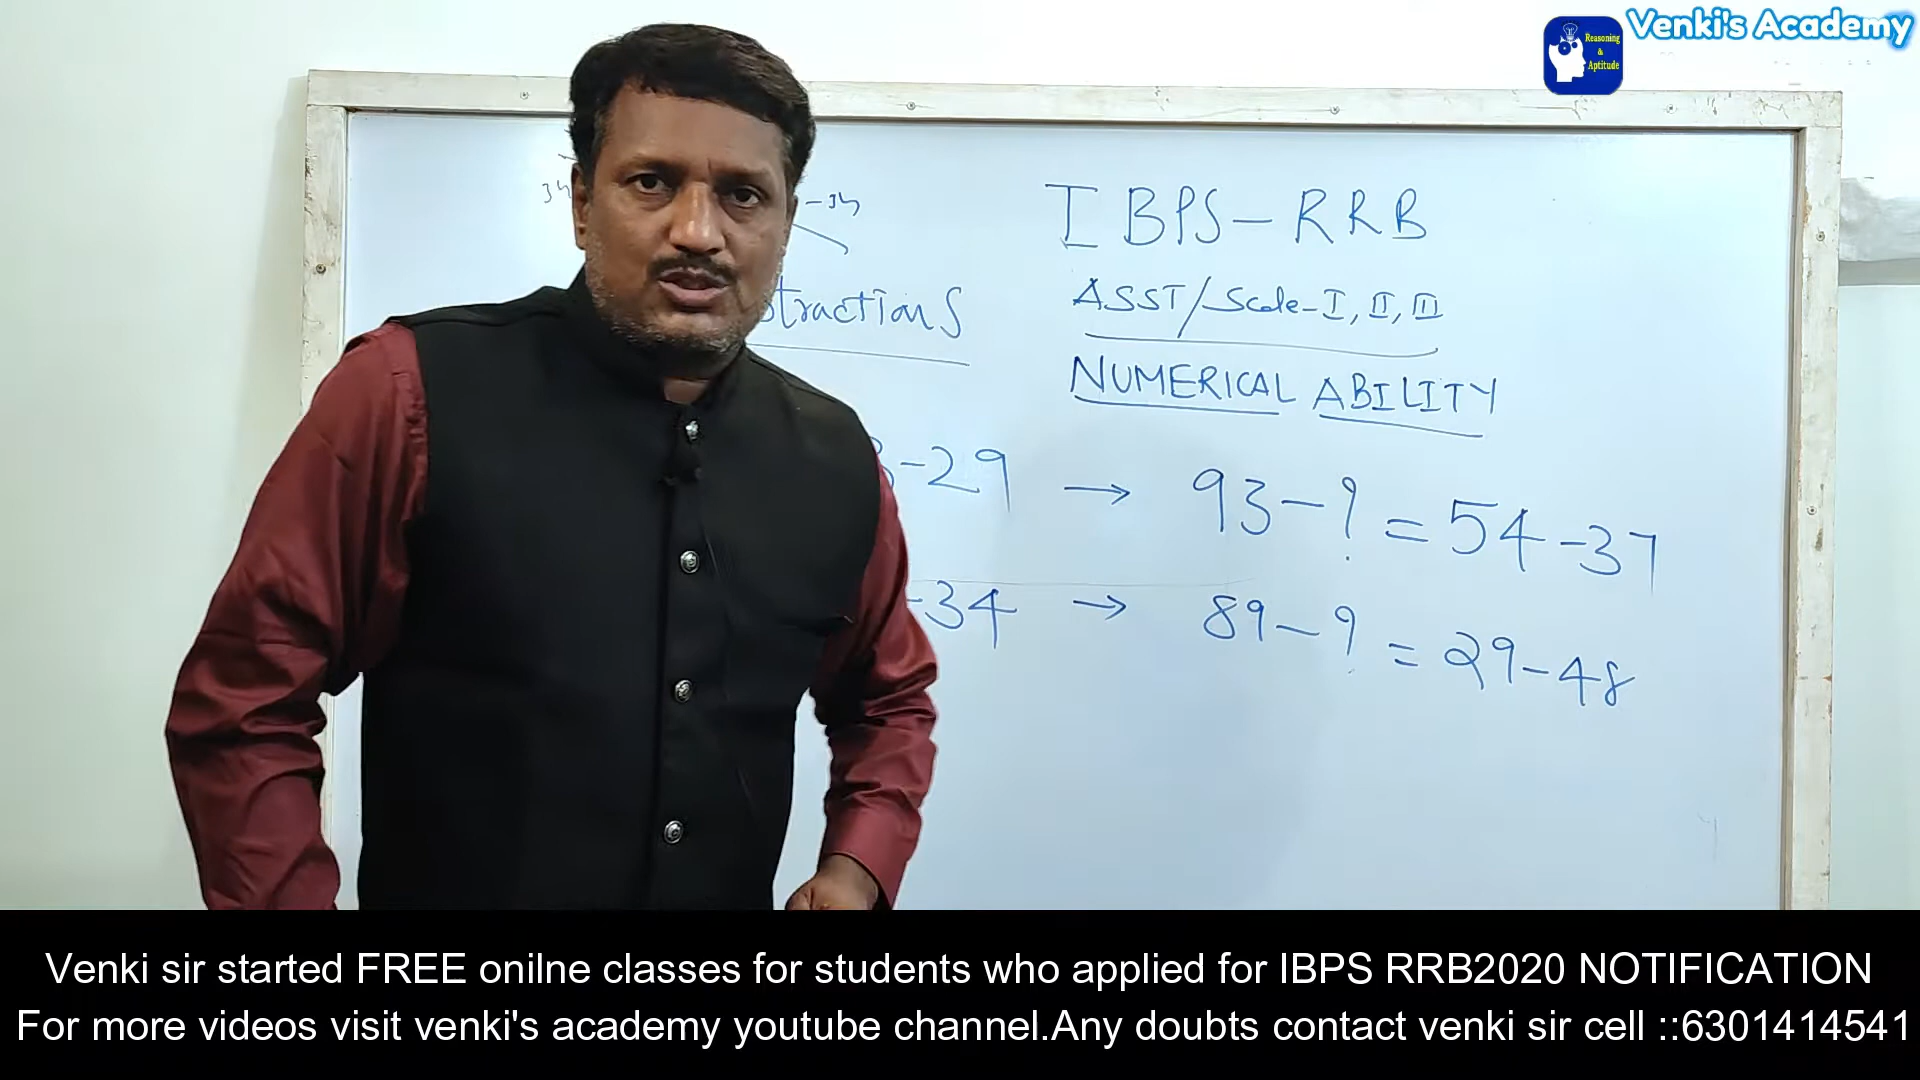 Venki's Academy
Reasoning
&
Aptitude
-34
IBPS-RRB
ASST/Scale-I, II, III
NUMERICAL ABILITY
-29 → 93-? = 54-37
-34 → 89-? = 29-48
Venki sir started FREE onilne classes for students who applied for IBPS RRB2020 NOTIFICATION
For more videos visit venki's academy youtube channel.Any doubts contact venki sir cell ::6301414541